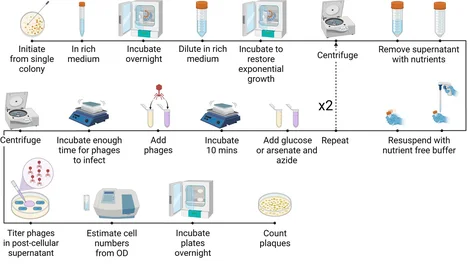 Initiate
from single
colony
In rich
medium
Incubate
overnight
Dilute in rich
medium
Incubate to
restore
exponential
growth
Centrifuge
Remove supernatant
with nutrients
Centrifuge
Incubate enough
time for phages
to infect
Add
phages
Incubate
10 mins
Add glucose
or arsenate and
azide
x2
Repeat
Resuspend with
nutrient free buffer
Titer phages
in post-cellular
supernatant
Estimate cell
numbers
from OD
Incubate
plates
overnight
Count
plaques